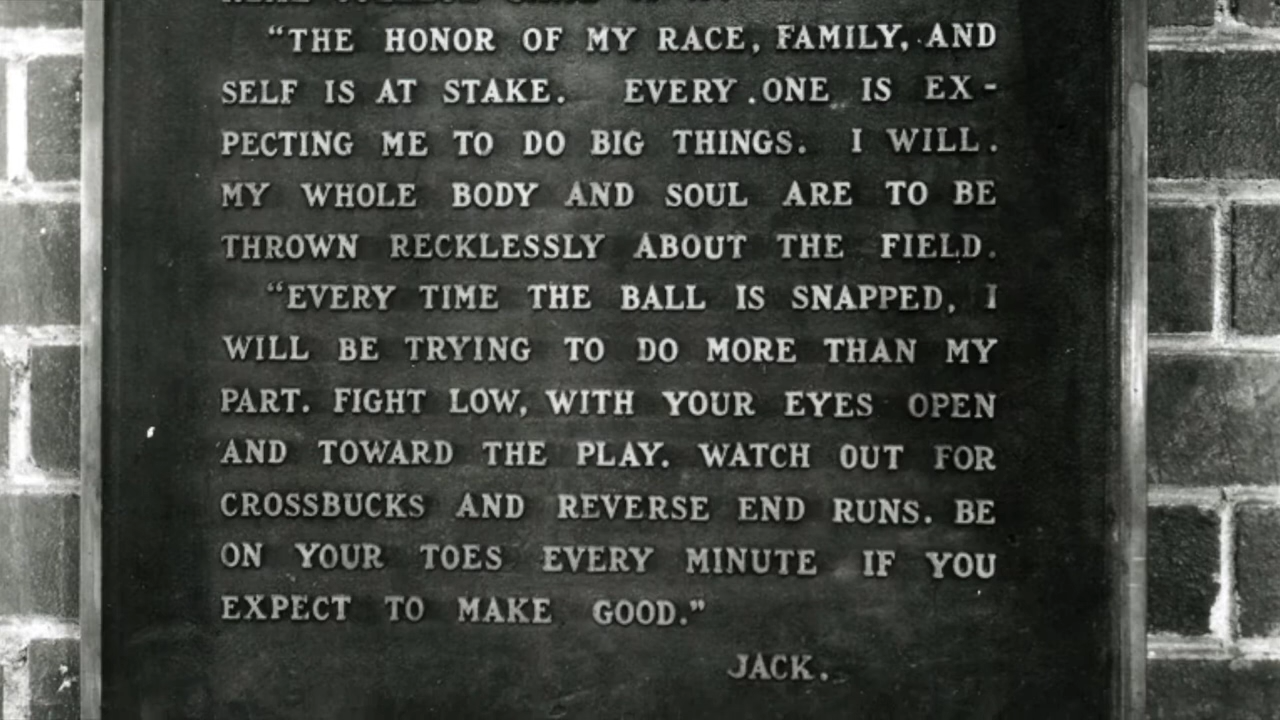 “THE HONOR OF MY RACE, FAMILY, AND
SELF IS AT STAKE. EVERY ONE IS EX-
PECTING ME TO DO BIG THINGS. I WILL.
MY WHOLE BODY AND SOUL ARE TO BE
THROWN RECKLESSLY ABOUT THE FIELD.
“EVERY TIME THE BALL IS SNAPPED, I
WILL BE TRYING TO DO MORE THAN MY
PART. FIGHT LOW, WITH YOUR EYES OPEN
AND TOWARD THE PLAY. WATCH OUT FOR
CROSSBUCKS AND REVERSE END RUNS. BE
ON YOUR TOES EVERY MINUTE IF YOU
EXPECT TO MAKE GOOD.”
JACK.